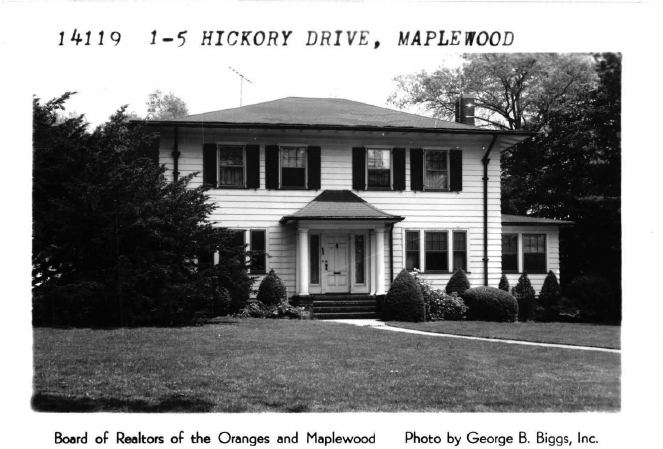 14119 1-5 HICKORY DRIVE, MAPLEWOOD
Board of Realtors of the Oranges and Maplewood Photo by George B. Biggs, Inc.